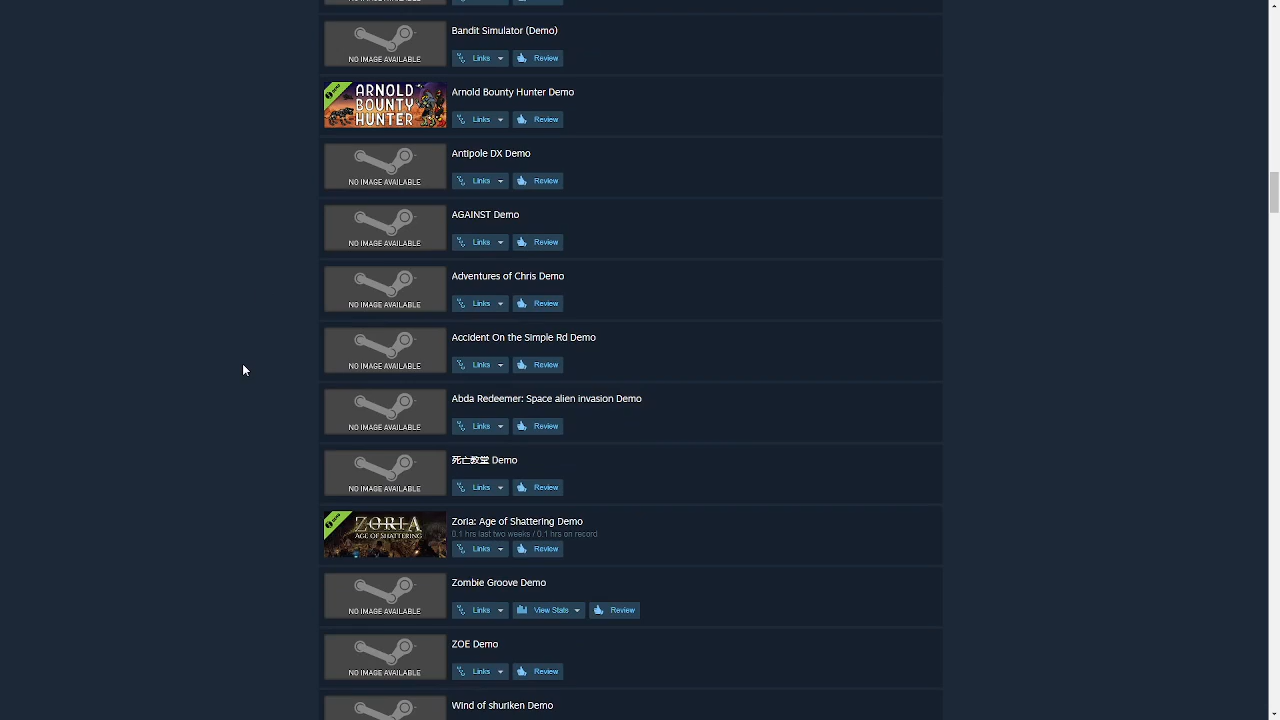 Bandit Simulator (Demo)
NO IMAGE AVAILABLE
Links
Review
ARNOLD
BOUNTY
HUNTER
Arnold Bounty Hunter Demo
Links
Review
Antipole DX Demo
NO IMAGE AVAILABLE
Links
Review
AGAINST Demo
NO IMAGE AVAILABLE
Links
Review
Adventures of Chris Demo
NO IMAGE AVAILABLE
Links
Review
Accident On the Simple Rd Demo
NO IMAGE AVAILABLE
Links
Review
Abda Redeemer: Space alien invasion Demo
NO IMAGE AVAILABLE
Links
Review
死亡教堂 Demo
NO IMAGE AVAILABLE
Links
Review
ZORIA
AGE OF SHATTERING
Zoria: Age of Shattering Demo
0.1 hrs last two weeks / 0.1 hrs on record
Links
Review
Zombie Groove Demo
NO IMAGE AVAILABLE
Links
View Stats
Review
ZOE Demo
NO IMAGE AVAILABLE
Links
Review
Wind of shuriken Demo